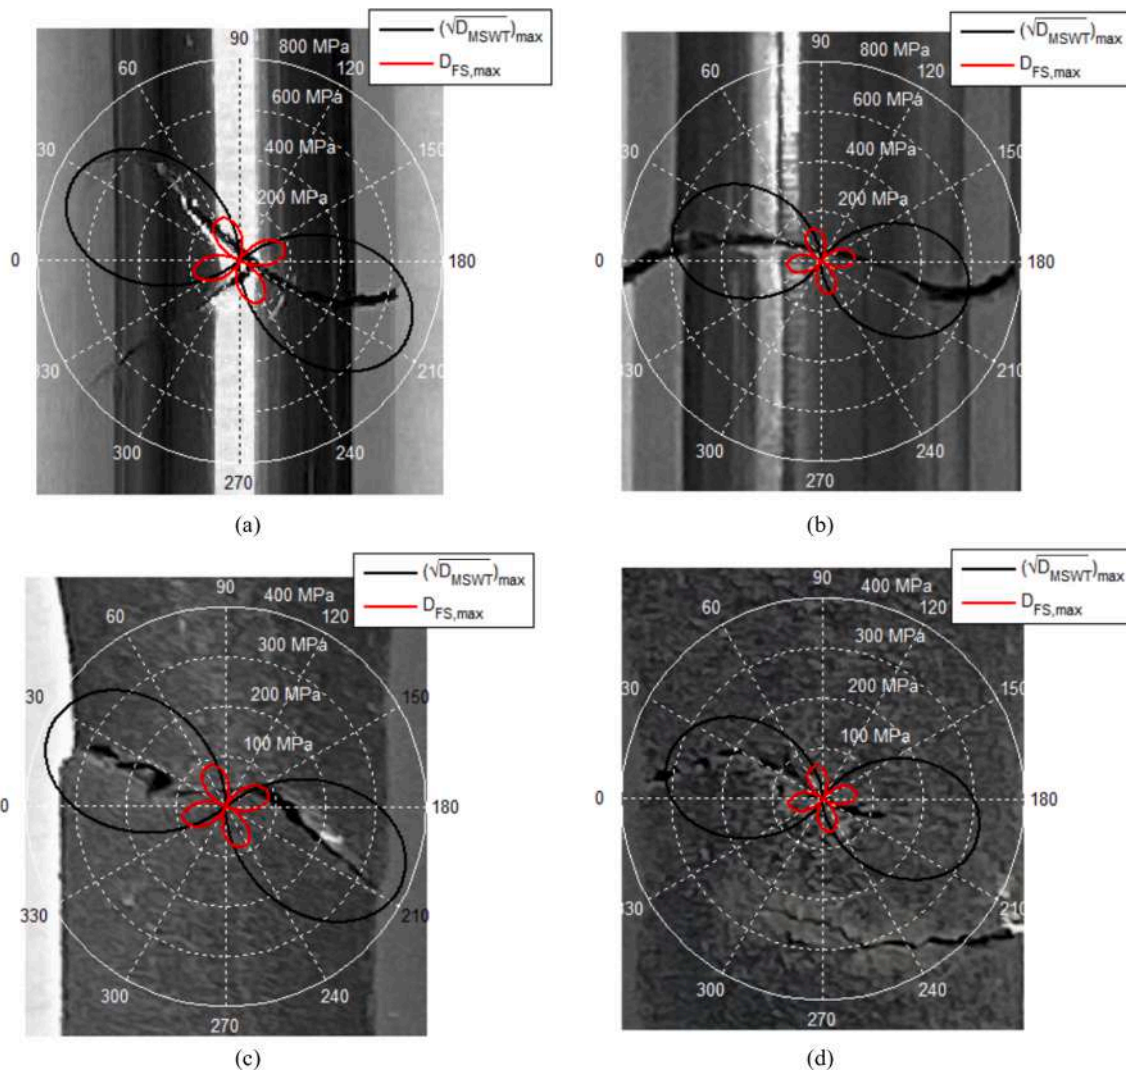 (√D_MSWT)max
D_FS,max
90
800 MPa
120
60
600 MPa
30
150
400 MPa
200 MPa
0
180
330
210
300
240
270
(a)
(√D_MSWT)max
D_FS,max
90
800 MPa
120
60
600 MPa
30
150
400 MPa
200 MPa
0
180
330
210
300
240
270
(b)
(√D_MSWT)max
D_FS,max
90
400 MPa
120
60
300 MPa
30
150
200 MPa
100 MPa
0
180
330
210
300
240
270
(c)
(√D_MSWT)max
D_FS,max
90
400 MPa
120
60
300 MPa
30
150
200 MPa
100 MPa
0
180
330
210
300
240
270
(d)